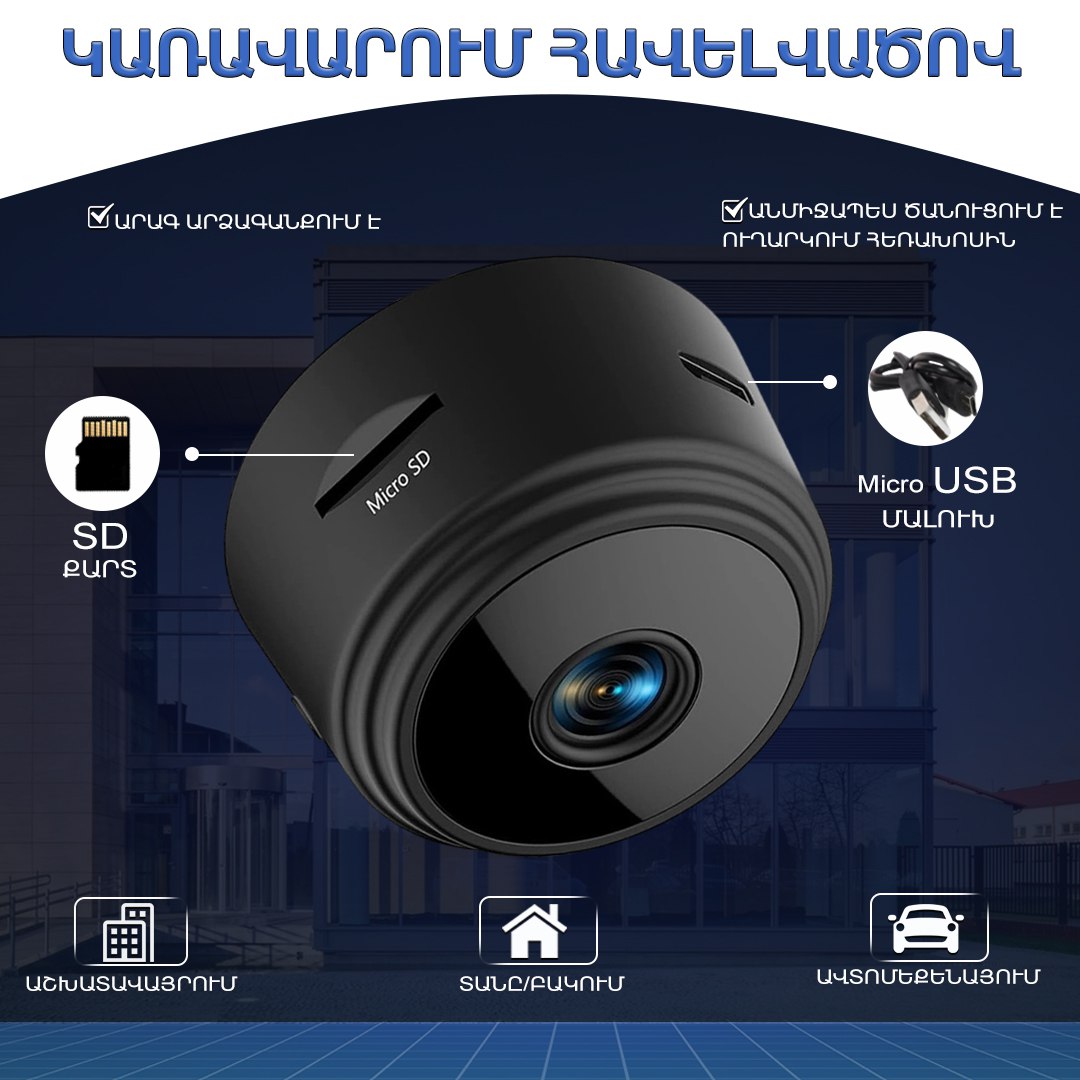 ԿԱՌԱՎԱՐՈՒՄ ՀԱՎԵԼՎԱԾՈՎ
ԱՐԱԳ ԱՐՁԱԳԱՆՔՈՒՄ Է
ԱՆՄԻՋԱՊԵՍ ԾԱՆՈՒՑՈՒՄ Է
ՈՒՂԱՐԿՈՒՄ ՀԵՌԱԽՈՍԻՆ
Micro SD
SD
ՔԱՐՏ
Micro USB
ՄԱԼՈՒԽ
ԱՇԽԱՏԱՎԱՅՐՈՒՄ
ՏԱՆԸ/ԲԱԿՈՒՄ
ԱՎՏՈՄԵՔԵՆԱՅՈՒՄ